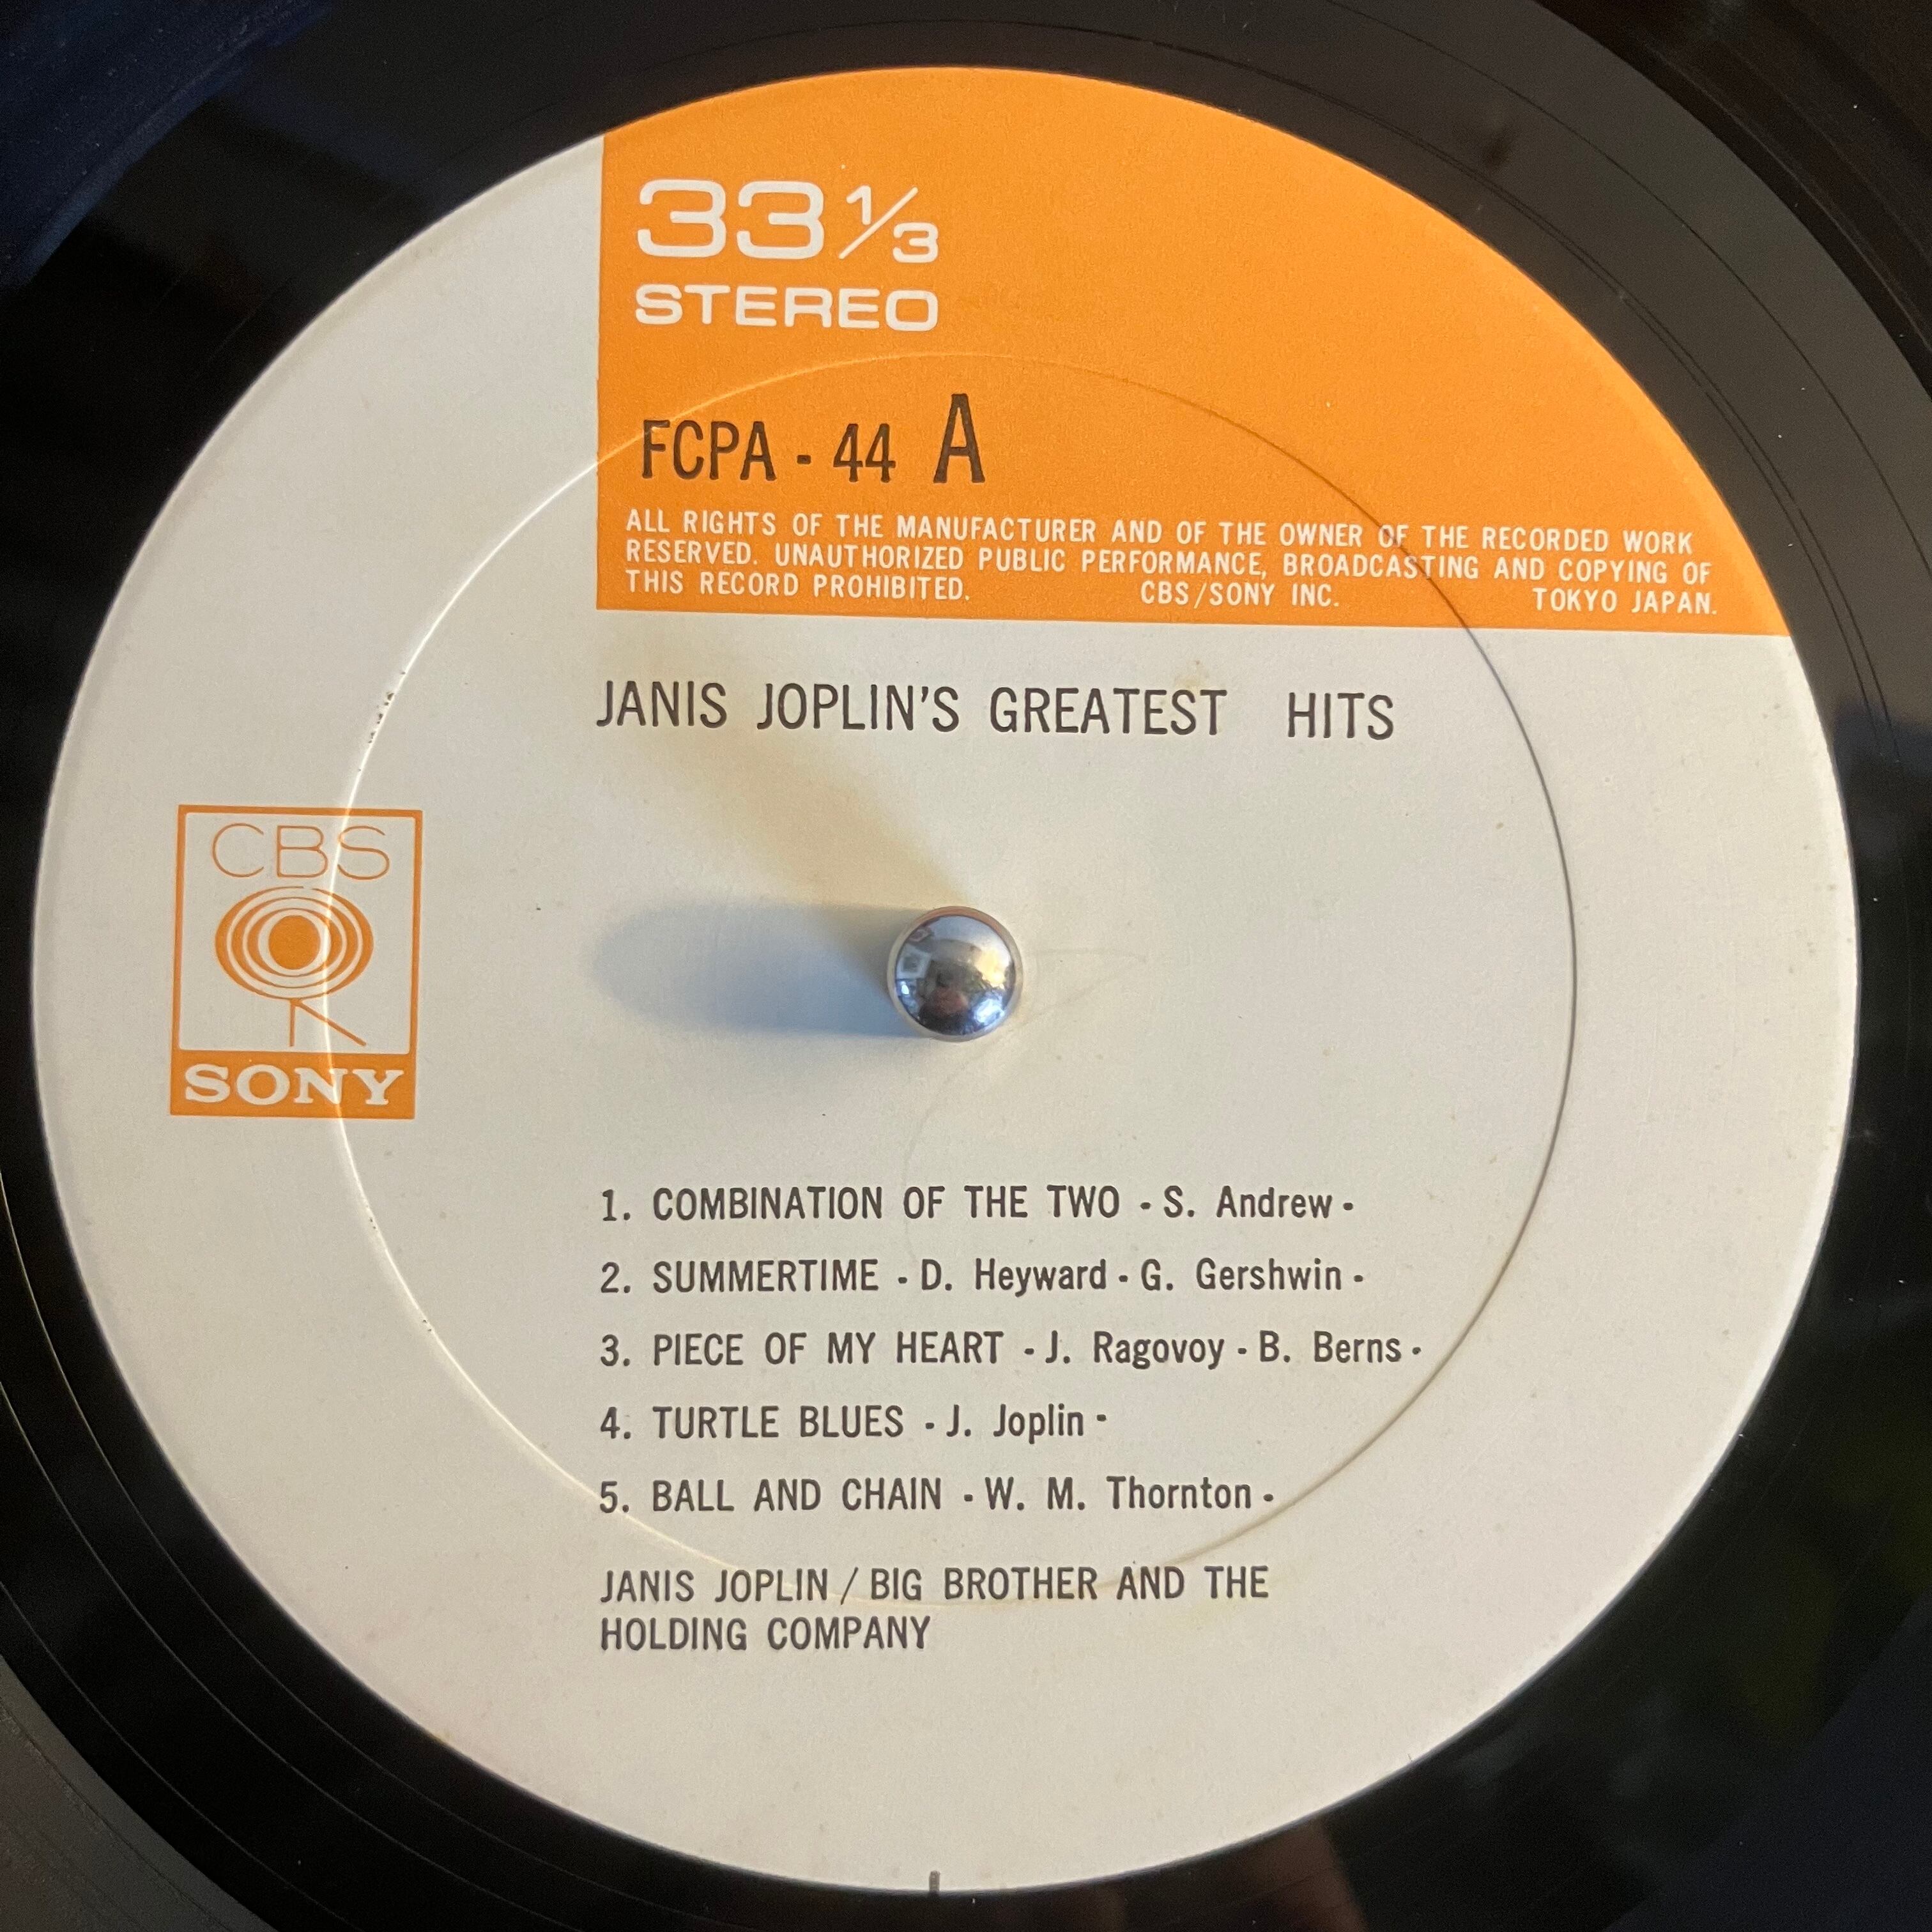 33 1/3
STEREO
FCPA - 44 A
ALL RIGHTS OF THE MANUFACTURER AND OF THE OWNER OF THE RECORDED WORK
RESERVED. UNAUTHORIZED PUBLIC PERFORMANCE, BROADCASTING AND COPYING OF
THIS RECORD PROHIBITED. CBS/SONY INC. TOKYO JAPAN.
JANIS JOPLIN'S GREATEST HITS
CBS
SONY
1. COMBINATION OF THE TWO - S. Andrew -
2. SUMMERTIME - D. Heyward - G. Gershwin -
3. PIECE OF MY HEART - J. Ragovoy - B. Berns -
4. TURTLE BLUES - J. Joplin -
5. BALL AND CHAIN - W. M. Thornton -
JANIS JOPLIN / BIG BROTHER AND THE
HOLDING COMPANY